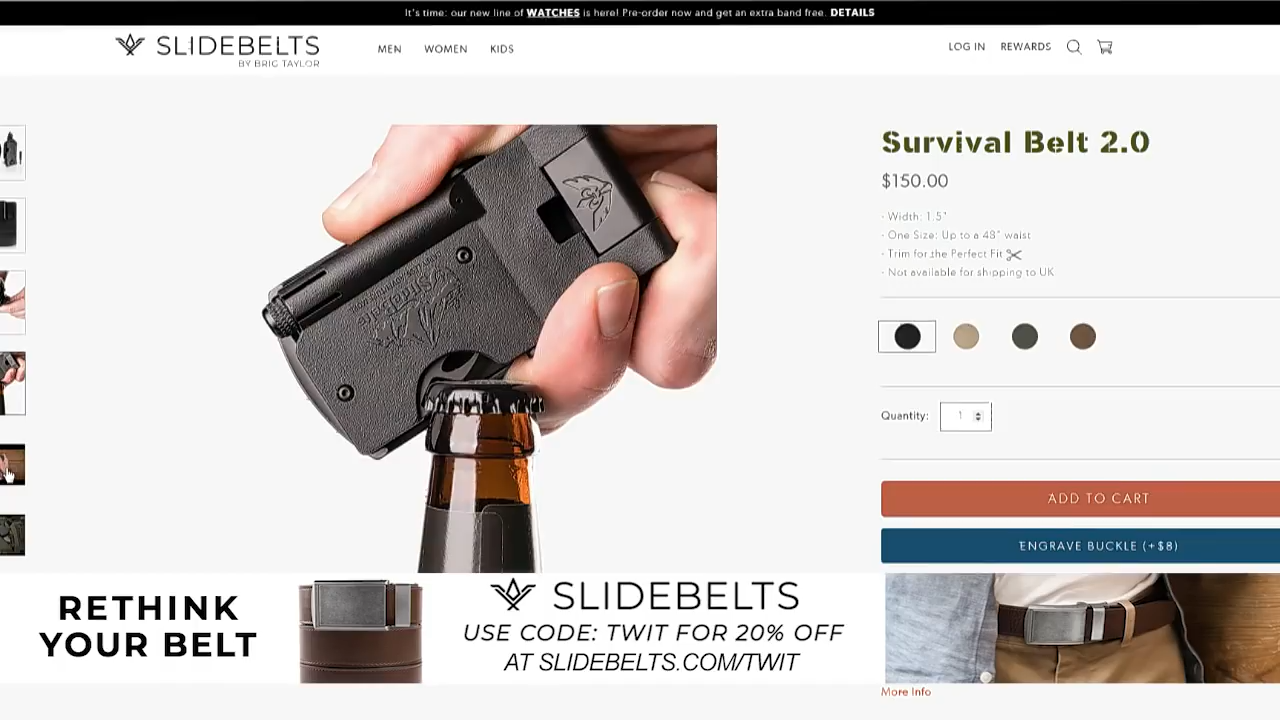 It's time: our new line of WATCHES is here! Pre-order now and get an extra band free. DETAILS
SLIDEBELTS
BY BRIG TAYLOR
MEN WOMEN KIDS
LOG IN REWARDS
Survival Belt 2.0
$150.00
- Width: 1.5"
- One Size: Up to a 48" waist
- Trim for the Perfect Fit
- Not available for shipping to UK
Quantity: 1
ADD TO CART
ENGRAVE BUCKLE (+$8)
RETHINK
YOUR BELT
SLIDEBELTS
USE CODE: TWIT FOR 20% OFF
AT SLIDEBELTS.COM/TWIT
More Info